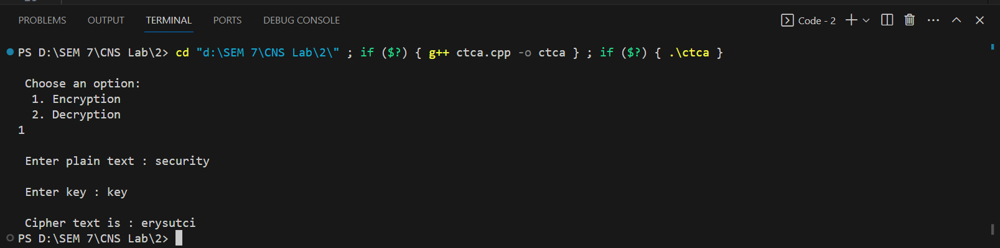 PROBLEMS OUTPUT TERMINAL PORTS DEBUG CONSOLE Code - 2
PS D:\SEM 7\CNS Lab\2> cd "d:\SEM 7\CNS Lab\2\" ; if ($?) { g++ ctca.cpp -o ctca } ; if ($?) { .\ctca }
Choose an option:
1. Encryption
2. Decryption
1
Enter plain text : security
Enter key : key
Cipher text is : erysutci
PS D:\SEM 7\CNS Lab\2>